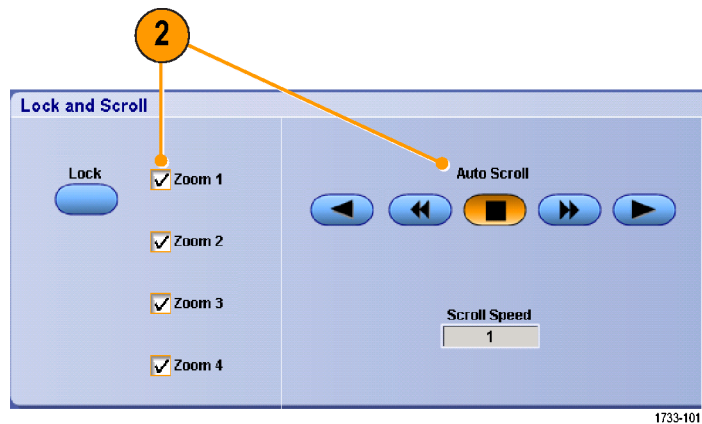 2
Lock and Scroll
Lock
Zoom 1
Auto Scroll
Zoom 2
Zoom 3
Scroll Speed
1
Zoom 4
1733-101